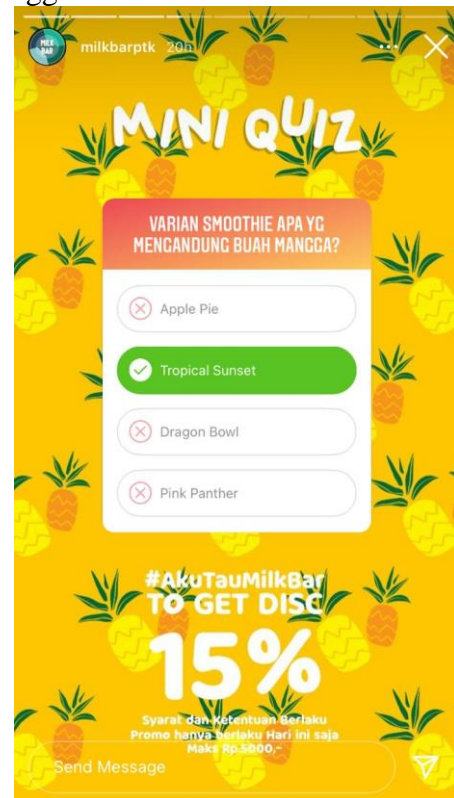 MILK
BAR
milkbarptk 20h
MINI QUIZ
VARIAN SMOOTHIE APA YG
MENGANDUNG BUAH MANGGA?
Apple Pie
Tropical Sunset
Dragon Bowl
Pink Panther
#AkuTauMilkBar
TO GET DISC
15%
Syarat dan Ketentuan Berlaku
Promo hanya berlaku Hari ini saja
Maks Rp.5000,-
Send Message